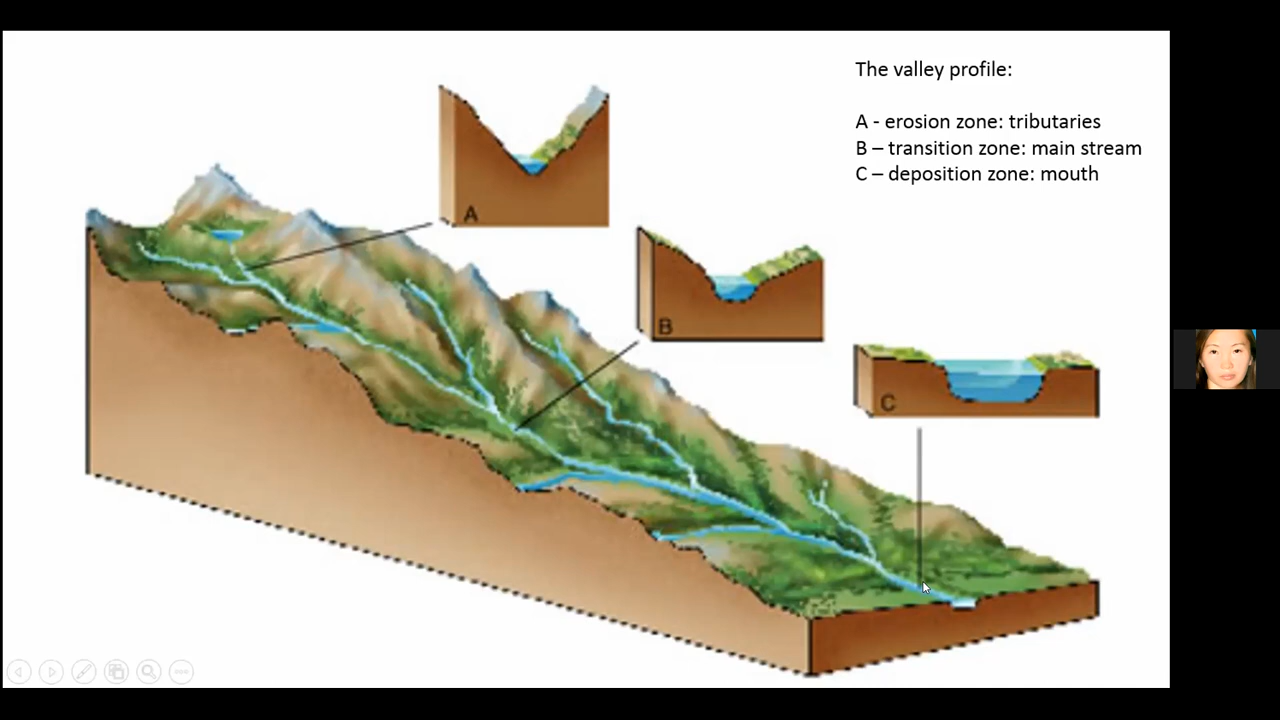 The valley profile:
A - erosion zone: tributaries
B – transition zone: main stream
C – deposition zone: mouth
A
B
C